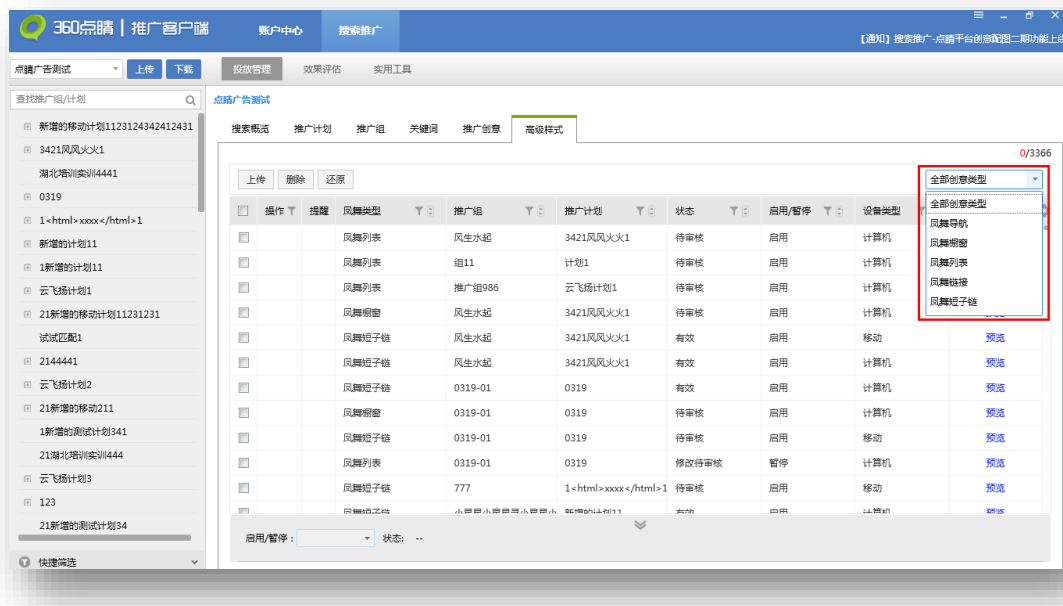 360点睛 | 推广客户端
账户中心
搜索推广
【通知】搜索推广-点睛平台创意配图二期功能上线
点睛广告测试
上传
下载
投放管理
效果评估
实用工具
查找推广组/计划
点睛广告测试
新增的移动计划1123124342412431
3421风风火火1
湖北培训实训4441
0319
1<html>xxxx</html>1
新增的计划11
1新增的计划11
云飞扬计划1
21新增的移动计划11231231
试试匹配1
2144441
云飞扬计划2
21新增的移动211
1新增的测试计划341
21湖北培训实训444
云飞扬计划3
123
21新增的测试计划34
快捷筛选
搜索概览 推广计划 推广组 关键词 推广创意 高级样式
0/3366
上传 删除 还原
全部创意类型
全部创意类型
凤舞导航
凤舞橱窗
凤舞列表
凤舞链接
凤舞短子链
操作 提醒 凤舞类型 推广组 推广计划 状态 启用/暂停 设备类型
凤舞列表 风生水起 3421风风火火1 待审核 启用 计算机
凤舞列表 组11 计划1 待审核 启用 计算机
凤舞列表 推广组986 云飞扬计划1 待审核 启用 计算机
凤舞橱窗 风生水起 3421风风火火1 待审核 启用 计算机
凤舞短子链 风生水起 3421风风火火1 有效 启用 移动 预览
凤舞短子链 风生水起 3421风风火火1 有效 启用 计算机 预览
凤舞短子链 0319-01 0319 有效 启用 计算机 预览
凤舞橱窗 0319-01 0319 待审核 启用 计算机 预览
凤舞短子链 0319-01 0319 待审核 启用 移动 预览
凤舞列表 0319-01 0319 修改待审核 暂停 计算机 预览
凤舞短子链 777 1<html>xxxx</html>1 待审核 启用 移动 预览
凤舞短子链 新增的计划11 有效 启用 计算机 预览
启用/暂停： 状态: --